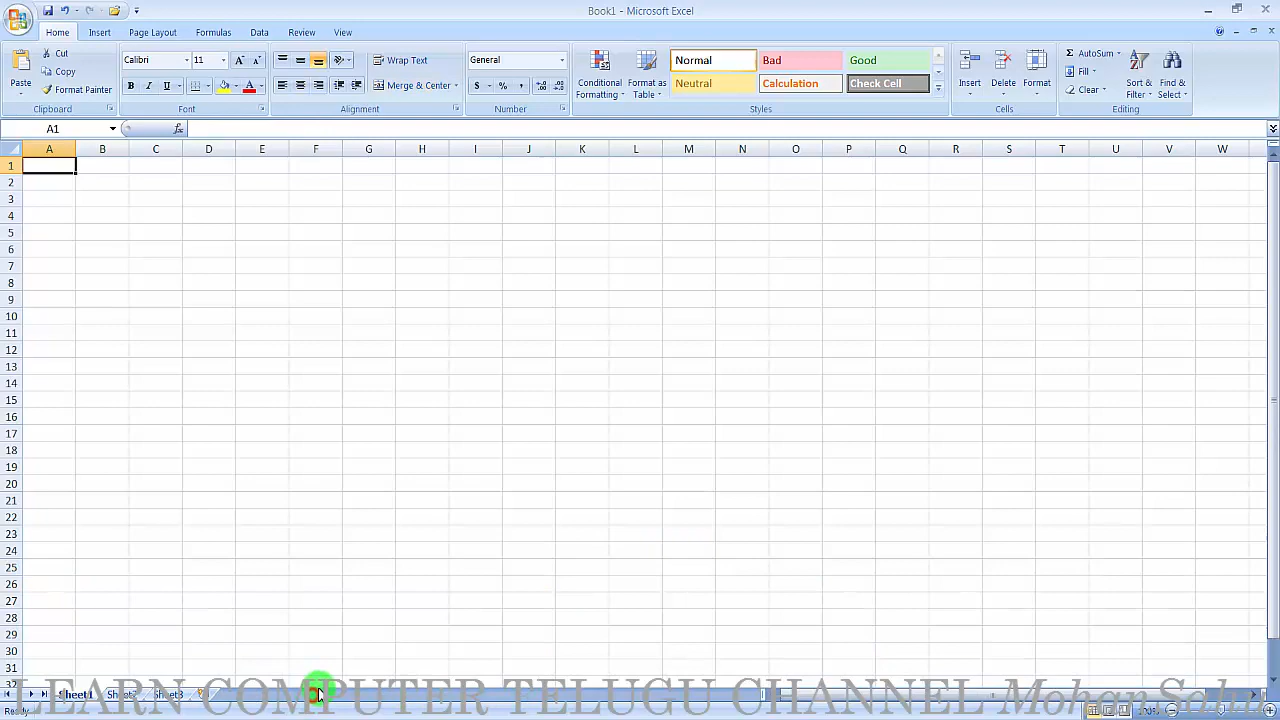 Book1 - Microsoft Excel
Home Insert Page Layout Formulas Data Review View
Paste Cut Copy Format Painter Clipboard
Calibri 11 A A B I U A Font
Wrap Text Merge & Center Alignment
General $ % , Number
Conditional Formatting Format as Table Normal Bad Good Neutral Calculation Check Cell Styles
Insert Delete Format Cells
Σ AutoSum Fill Clear Sort & Filter Find & Select Editing
A1 fx
A B C D E F G H I J K L M N O P Q R S T U V W
1
2
3
4
5
6
7
8
9
10
11
12
13
14
15
16
17
18
19
20
21
22
23
24
25
26
27
28
29
30
31
32
Sheet1 Sheet2 Sheet3
LEARN COMPUTER TELUGU CHANNEL Mohan
Ready 100%